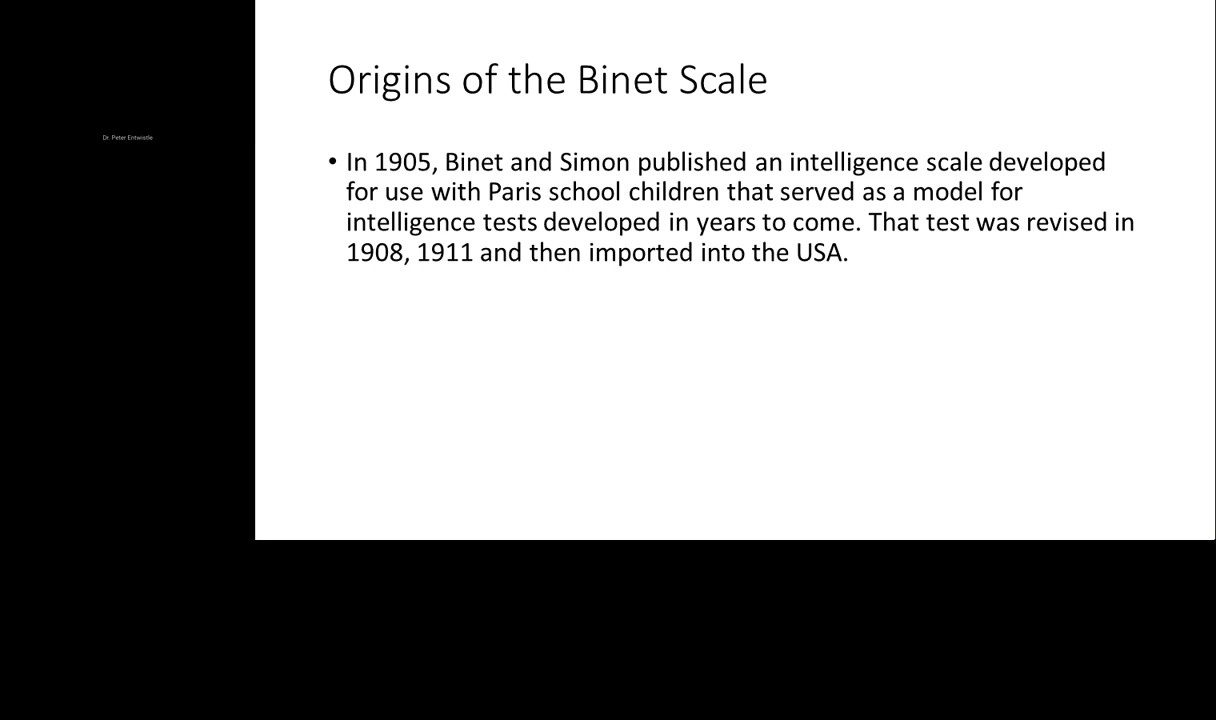 Origins of the Binet Scale
Dr. Peter Entwistle
• In 1905, Binet and Simon published an intelligence scale developed
for use with Paris school children that served as a model for
intelligence tests developed in years to come. That test was revised in
1908, 1911 and then imported into the USA.